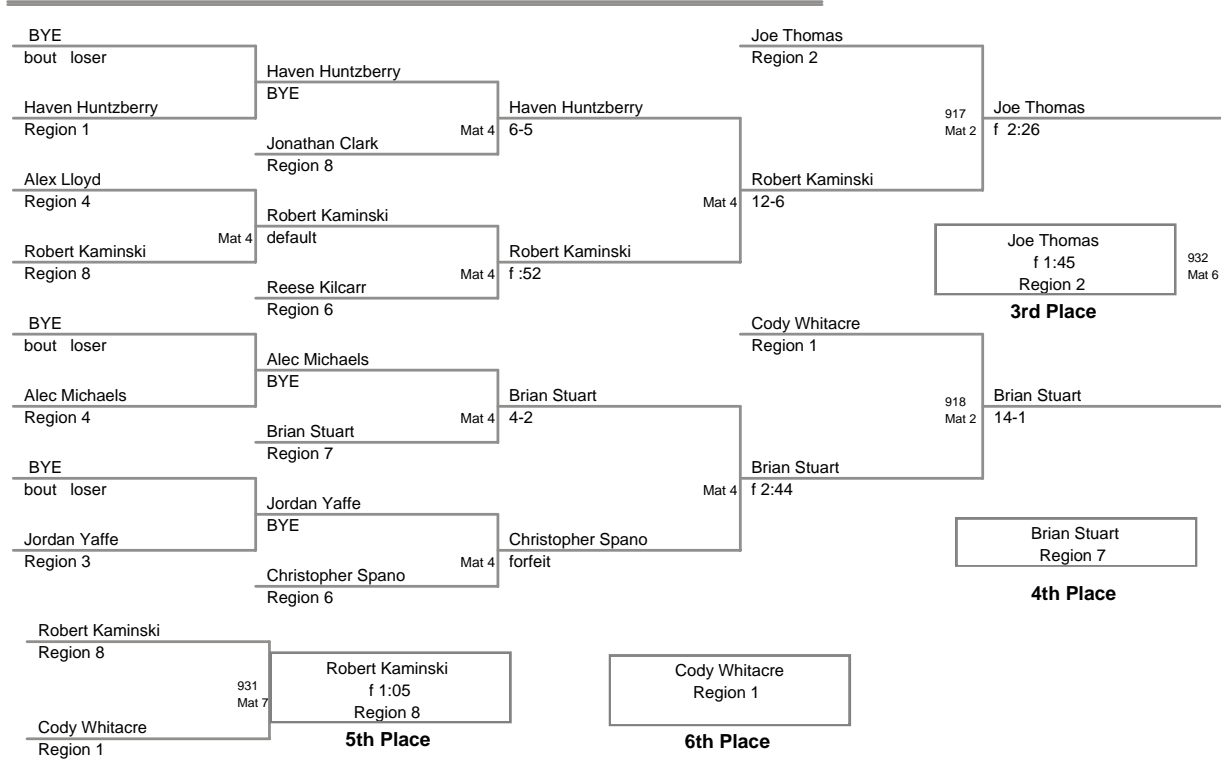 BYE
bout loser
Haven Huntzberry
Region 1
Alex Lloyd
Region 4
Mat 4
Robert Kaminski
Region 8
BYE
bout loser
Alec Michaels
Region 4
BYE
bout loser
Jordan Yaffe
Region 3
Haven Huntzberry
BYE
Mat 4
Jonathan Clark
Region 8
Robert Kaminski
default
Mat 4
Reese Kilcarr
Region 6
Alec Michaels
BYE
Mat 4
Brian Stuart
Region 7
Jordan Yaffe
BYE
Mat 4
Christopher Spano
Region 6
Haven Huntzberry
6-5
Mat 4
Robert Kaminski
f :52
Brian Stuart
4-2
Mat 4
Christopher Spano
forfeit
Joe Thomas
Region 2
917
Mat 2
Robert Kaminski
12-6
Cody Whitacre
Region 1
918
Mat 2
Brian Stuart
f 2:44
Joe Thomas
f 2:26
Joe Thomas
f 1:45
Region 2
932
Mat 6
3rd Place
Brian Stuart
14-1
Brian Stuart
Region 7
4th Place
Robert Kaminski
Region 8
931
Mat 7
Cody Whitacre
Region 1
Robert Kaminski
f 1:05
Region 8
5th Place
Cody Whitacre
Region 1
6th Place